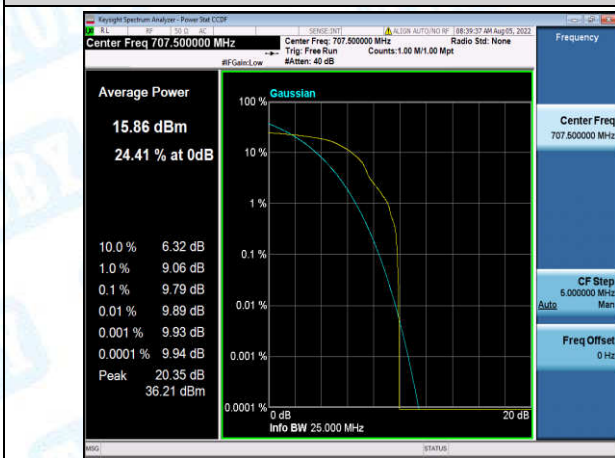 Keysight Spectrum Analyzer - Power Stat CCDF
RL RF 50 Ω AC SENSE:INT ALIGN AUTO/NO RF 08:39:37 AM Aug 05, 2022
Center Freq 707.500000 MHz
Center Freq: 707.500000 MHz Radio Std: None
Trig: Free Run Counts:1.00 M/1.00 Mpt
#IFGain:Low #Atten: 40 dB
Frequency
Average Power
15.86 dBm
24.41 % at 0dB
10.0 % 6.32 dB
1.0 % 9.06 dB
0.1 % 9.79 dB
0.01 % 9.89 dB
0.001 % 9.93 dB
0.0001 % 9.94 dB
Peak 20.35 dB
36.21 dBm
Gaussian
100 %
10 %
1 %
0.1 %
0.01 %
0.001 %
0.0001 %
0 dB 20 dB
Info BW 25.000 MHz
Center Freq
707.500000 MHz
CF Step
5.000000 MHz
Auto Man
Freq Offset
0 Hz
MSG STATUS